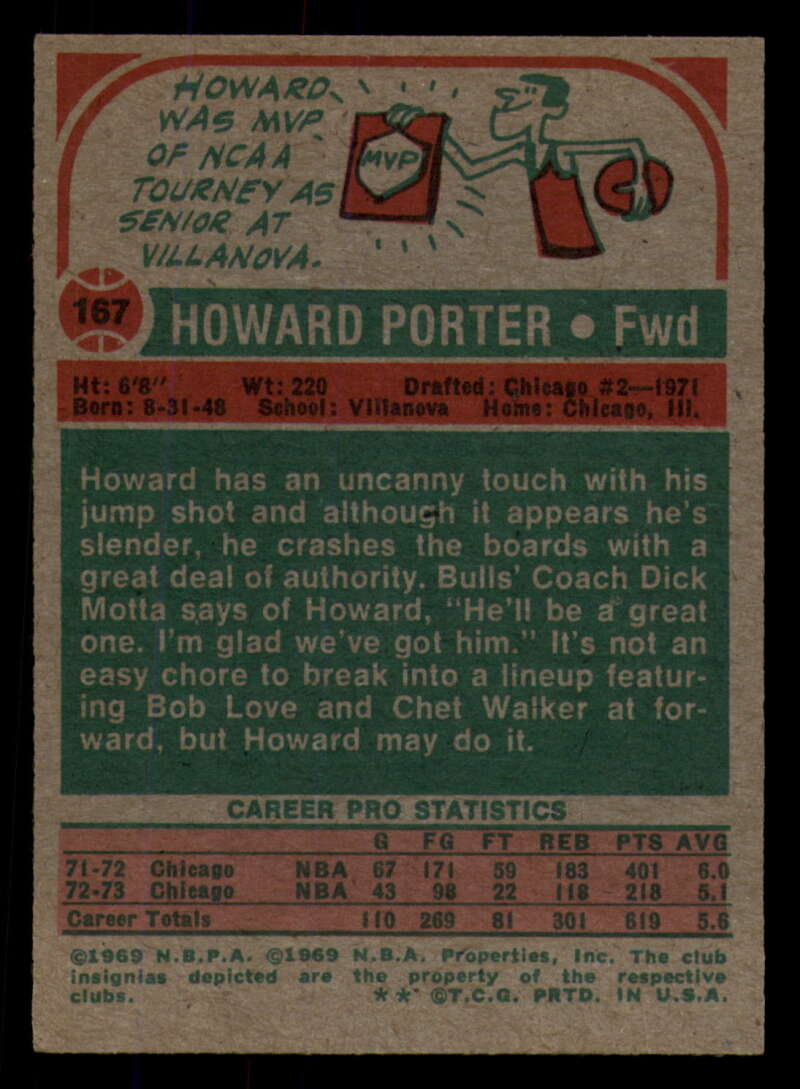 HOWARD
WAS MVP
OF NCAA
TOURNEY AS
SENIOR AT
VILLANOVA.
MVP
167
HOWARD PORTER • Fwd
Ht: 6'8" Wt: 220 Drafted: Chicago #2—1971
Born: 8-31-48 School: Villanova Home: Chicago, Ill.
Howard has an uncanny touch with his
jump shot and although it appears he's
slender, he crashes the boards with a
great deal of authority. Bulls' Coach Dick
Motta says of Howard, "He'll be a great
one. I'm glad we've got him." It's not an
easy chore to break into a lineup featur-
ing Bob Love and Chet Walker at for-
ward, but Howard may do it.
CAREER PRO STATISTICS
G FG FT REB PTS AVG
71-72 Chicago NBA 67 171 59 183 401 6.0
72-73 Chicago NBA 43 98 22 118 218 5.1
Career Totals 110 269 81 301 619 5.6
©1969 N.B.P.A. ©1969 N.B.A. Properties, Inc. The club
insignias depicted are the property of the respective
clubs. ** ©T.C.G. PRTD. IN U.S.A.